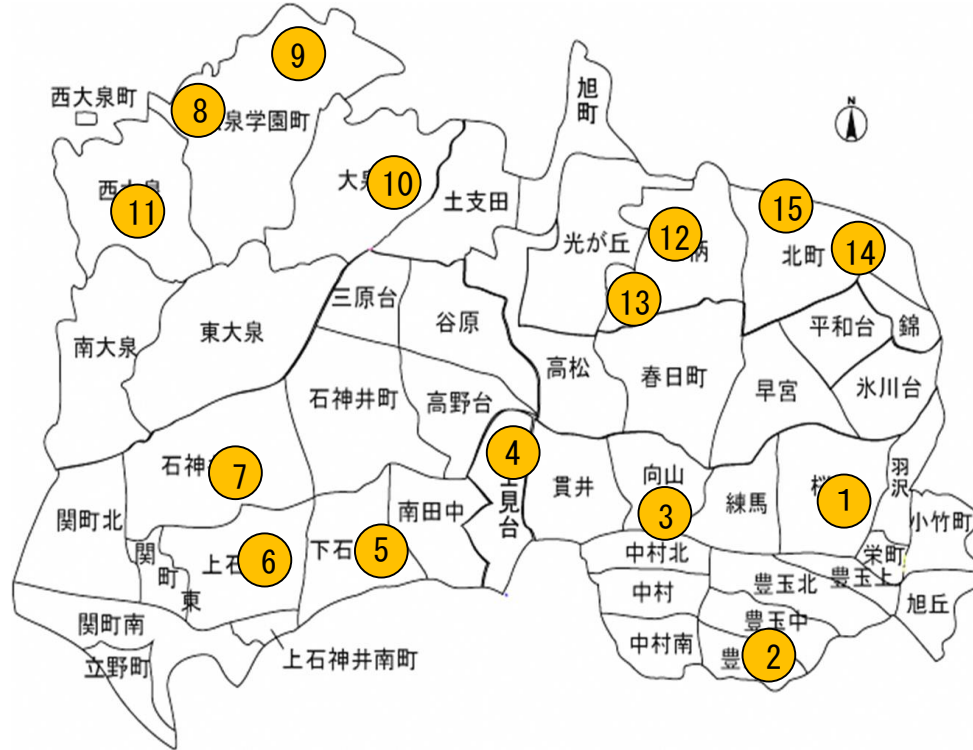 9
旭町
N
西大泉町
8
泉学園町
大
10
土支田
15
西大泉
11
光が丘
12
柄
北町
14
13
三原台
谷原
平和台
錦
南大泉
東大泉
高松
春日町
早宮
氷川台
石神井町
高野台
4
見台
石神
7
貫井
向山
3
練馬
桜
1
羽沢
関町北
南田中
小竹町
関町東
上石
6
下石
5
中村北
栄町
豊玉北
豊玉上
中村
旭丘
関町南
豊玉中
中村南
豊
2
立野町
上石神井南町